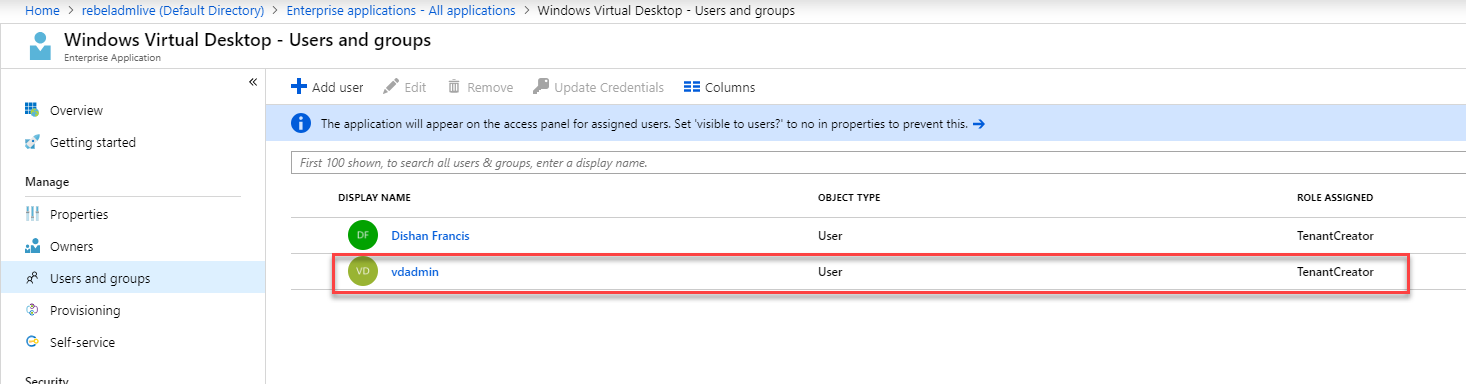 Home > rebeladmlive (Default Directory) > Enterprise applications - All applications > Windows Virtual Desktop - Users and groups
Windows Virtual Desktop - Users and groups
Enterprise Application
«
Add user Edit Remove Update Credentials Columns
Overview
Getting started
The application will appear on the access panel for assigned users. Set 'visible to users?' to no in properties to prevent this. →
First 100 shown, to search all users & groups, enter a display name.
Manage
Properties
Owners
Users and groups
Provisioning
Self-service
Security
DISPLAY NAME OBJECT TYPE ROLE ASSIGNED
DF Dishan Francis User TenantCreator
VD vdadmin User TenantCreator